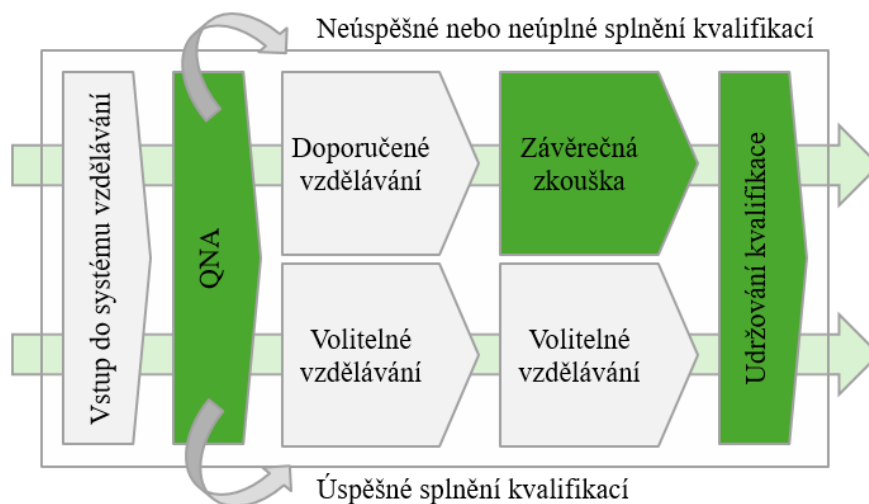 Neúspěšné nebo neúplné splnění kvalifikací
Vstup do systému vzdělávání
QNA
Doporučené
vzdělávání
Závěrečná
zkouška
Volitelné
vzdělávání
Volitelné
vzdělávání
Udržování kvalifikace
Úspěšné splnění kvalifikací